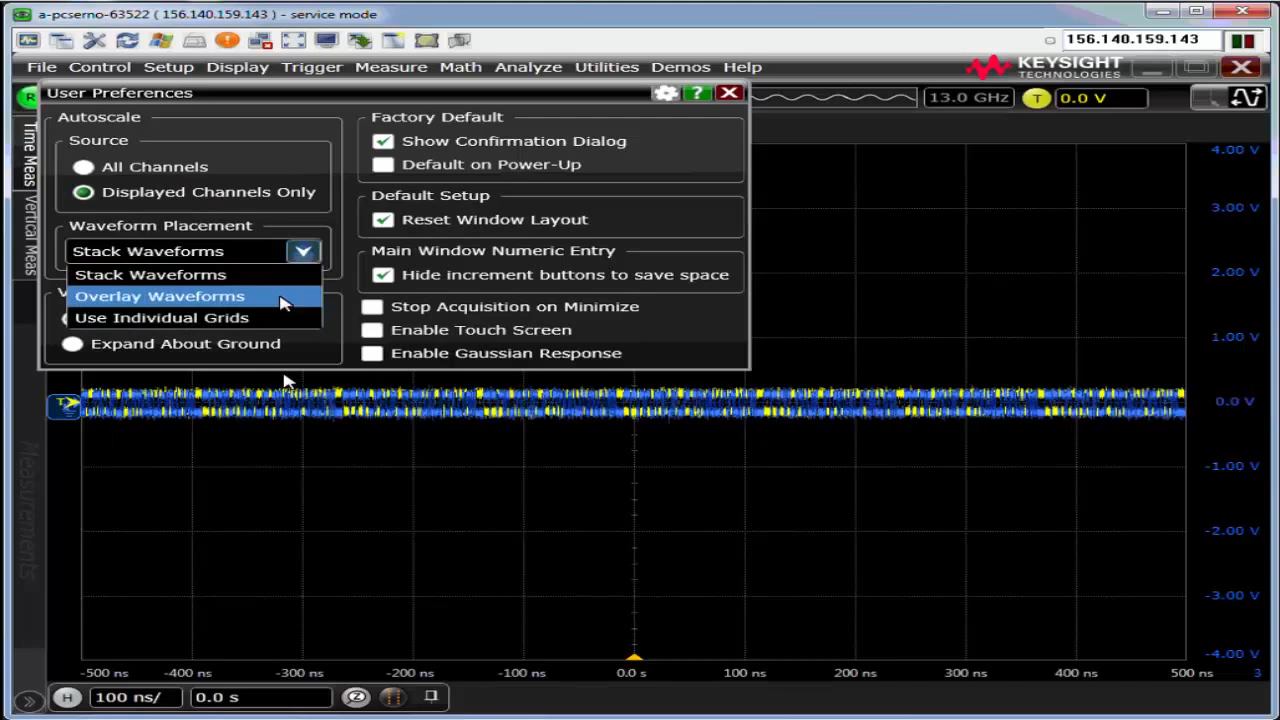 a-pcserno-63522 ( 156.140.159.143 ) - service mode
156.140.159.143
File Control Setup Display Trigger Measure Math Analyze Utilities Demos Help
KEYSIGHT
TECHNOLOGIES
R
User Preferences
?
13.0 GHz
T
0.0 V
Autoscale
Source
All Channels
Displayed Channels Only
Waveform Placement
Stack Waveforms
Stack Waveforms
Overlay Waveforms
Use Individual Grids
Expand About Ground
Factory Default
Show Confirmation Dialog
Default on Power-Up
Default Setup
Reset Window Layout
Main Window Numeric Entry
Hide increment buttons to save space
Stop Acquisition on Minimize
Enable Touch Screen
Enable Gaussian Response
Time Meas
Vertical Meas
Measurements
4.00 V
3.00 V
2.00 V
1.00 V
0.0 V
-1.00 V
-2.00 V
-3.00 V
-4.00 V
T
-500 ns -400 ns -300 ns -200 ns -100 ns 0.0 s 100 ns 200 ns 300 ns 400 ns 500 ns 3
H
100 ns/
0.0 s
Z